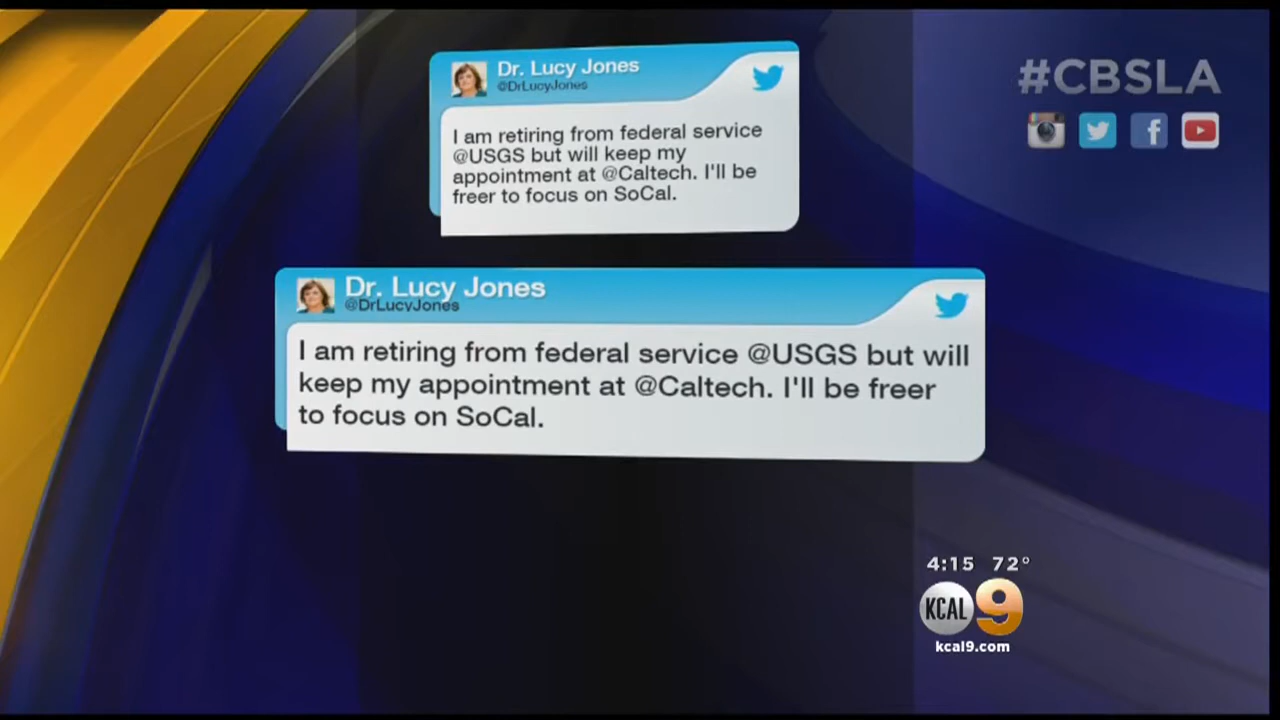 Dr. Lucy Jones
@DrLucyJones
I am retiring from federal service
@USGS but will keep my
appointment at @Caltech. I'll be
freer to focus on SoCal.
#CBSLA
Dr. Lucy Jones
@DrLucyJones
I am retiring from federal service @USGS but will
keep my appointment at @Caltech. I'll be freer
to focus on SoCal.
4:15 72°
KCAL 9
kcal9.com